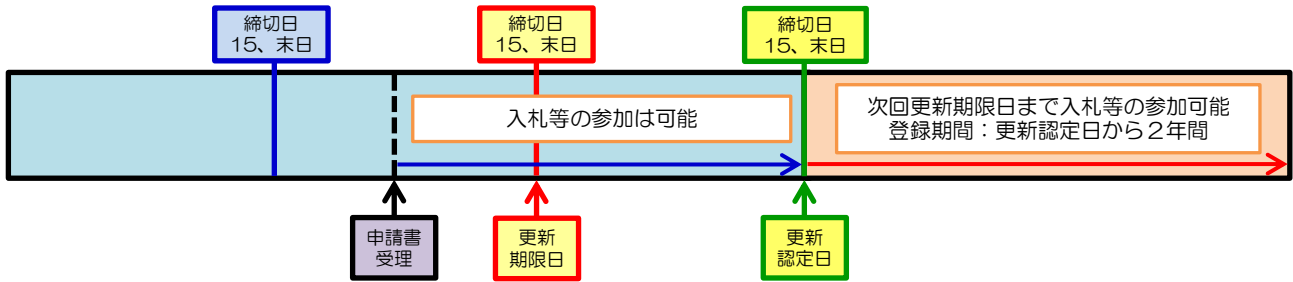 締切日
15、末日
締切日
15、末日
締切日
15、末日
入札等の参加は可能
次回更新期限日まで入札等の参加可能
登録期間：更新認定日から２年間
申請書
受理
更新
期限日
更新
認定日